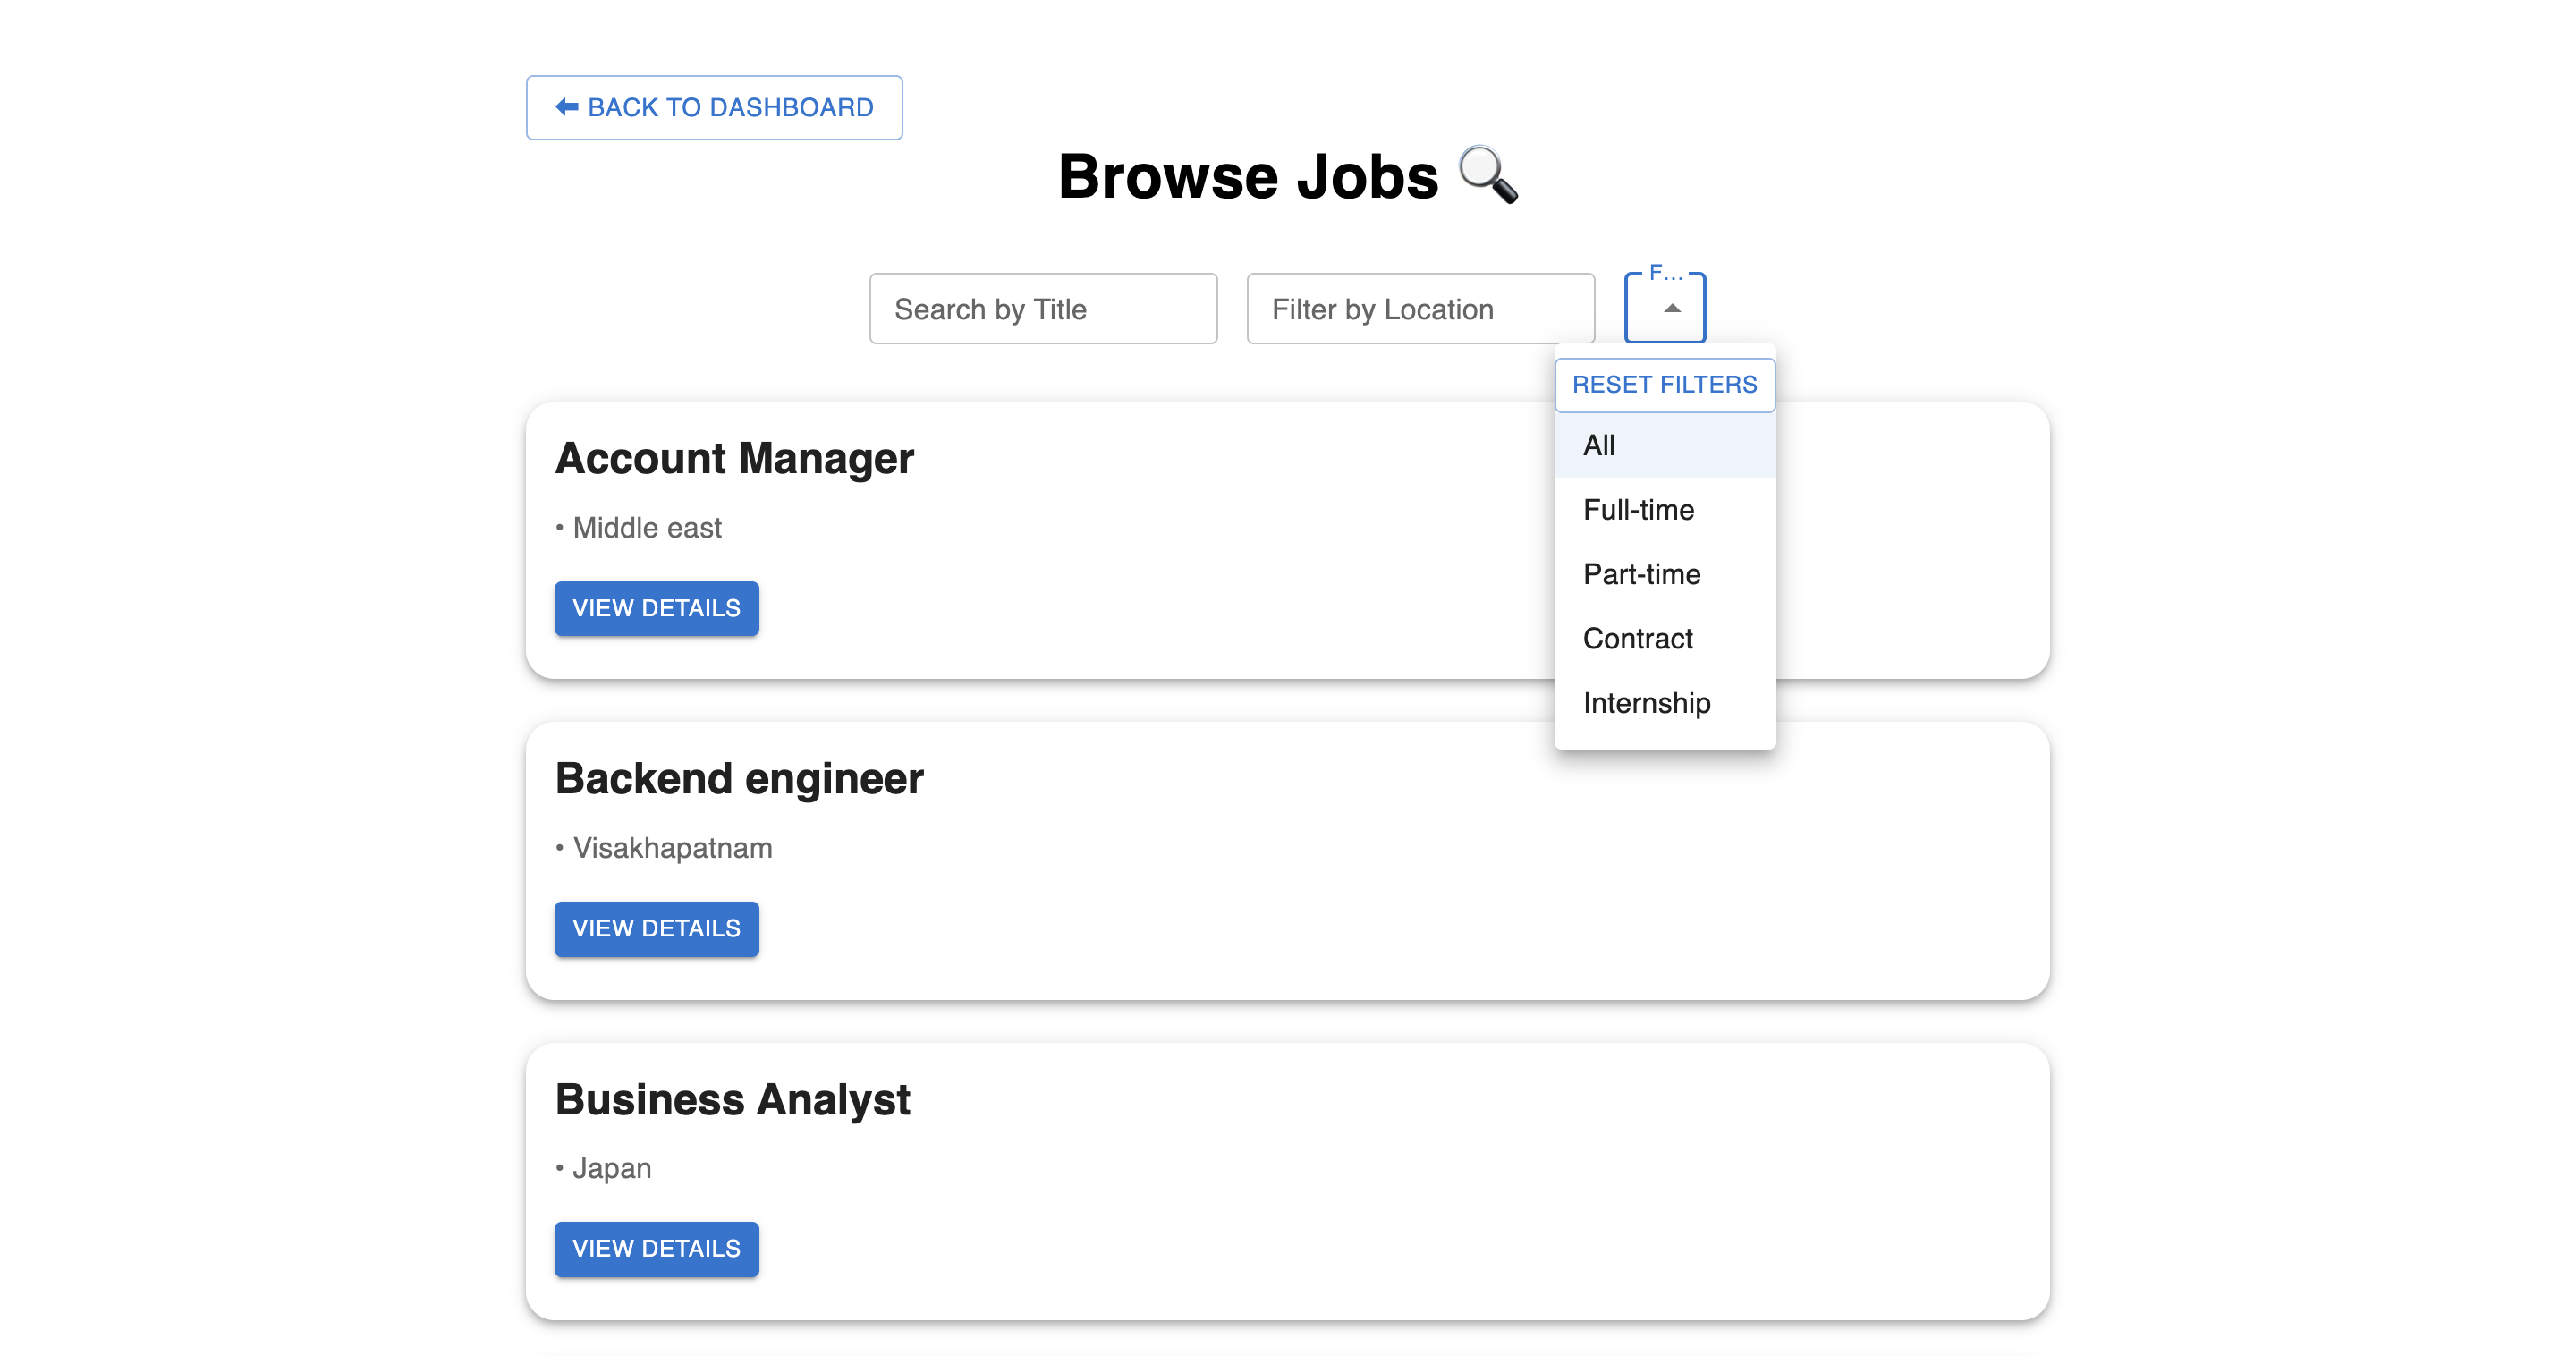 ⬅ BACK TO DASHBOARD
Browse Jobs 🔍
Search by Title
Filter by Location
F...
RESET FILTERS
All
Full-time
Part-time
Contract
Internship
Account Manager
• Middle east
VIEW DETAILS
Backend engineer
• Visakhapatnam
VIEW DETAILS
Business Analyst
• Japan
VIEW DETAILS